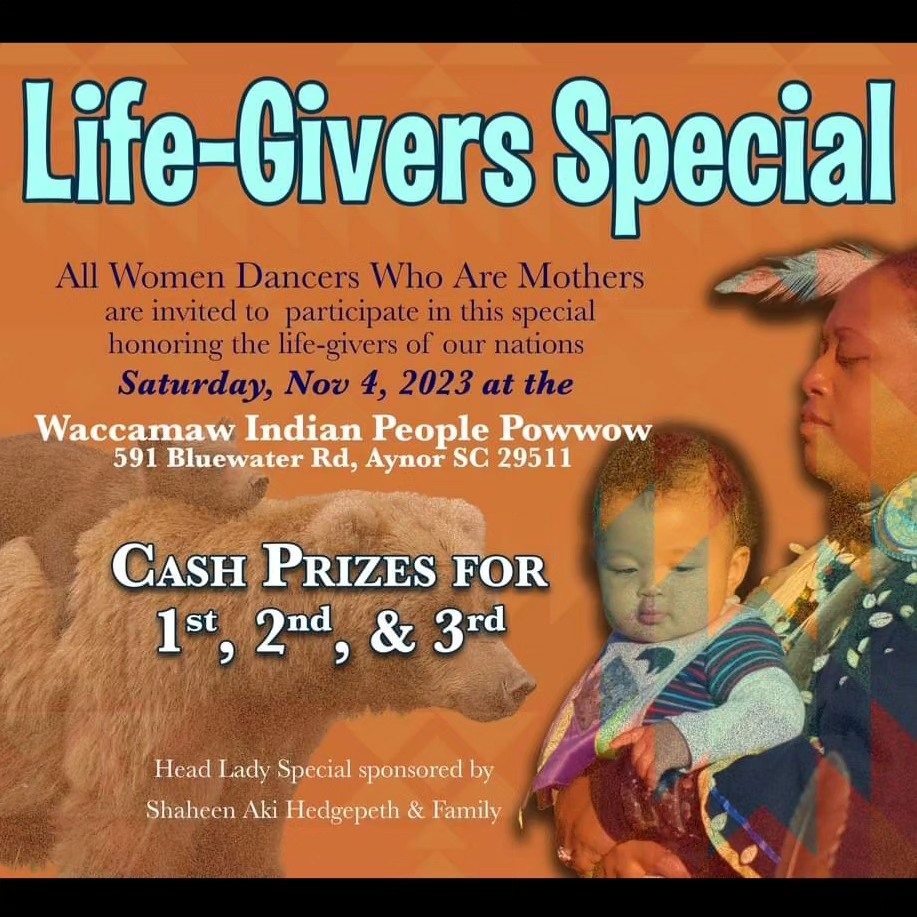 Life-Givers Special
All Women Dancers Who Are Mothers
are invited to participate in this special
honoring the life-givers of our nations
Saturday, Nov 4, 2023 at the
Waccamaw Indian People Powwow
591 Bluewater Rd, Aynor SC 29511
CASH PRIZES FOR
1st, 2nd, & 3rd
Head Lady Special sponsored by
Shaheen Aki Hedgepeth & Family